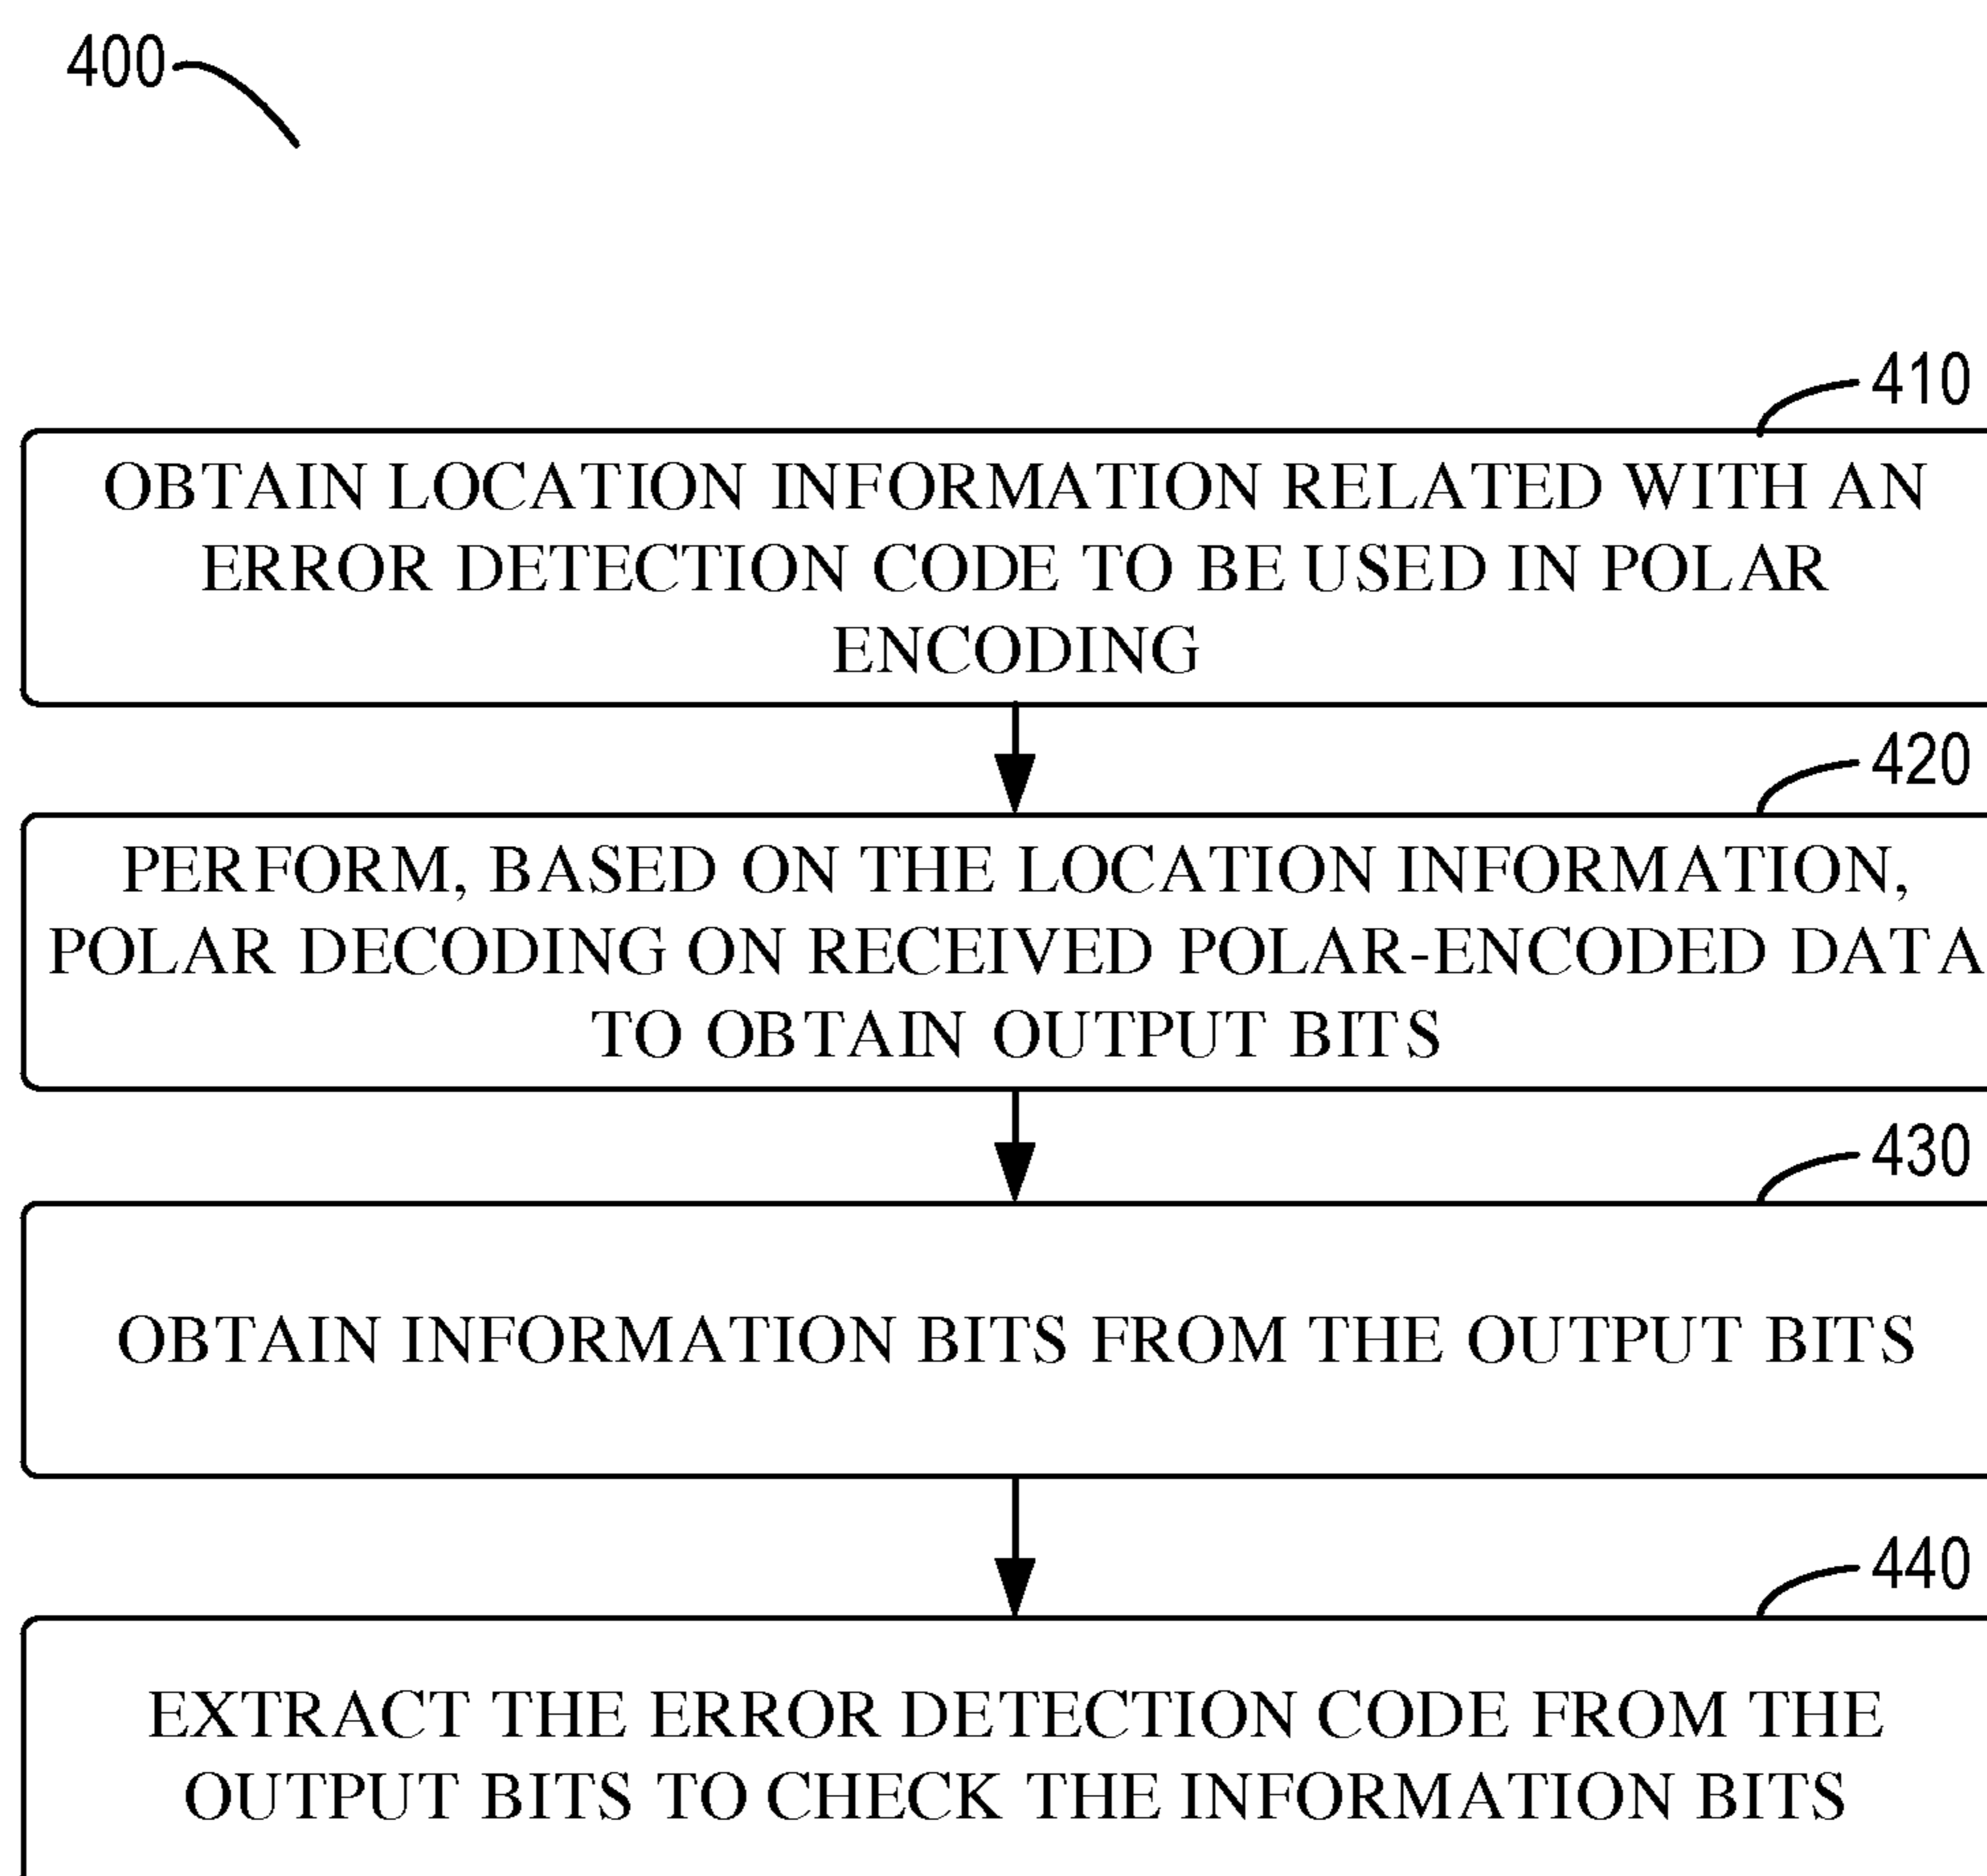 400
410
OBTAIN LOCATION INFORMATION RELATED WITH AN
ERROR DETECTION CODE TO BE USED IN POLAR
ENCODING
420
PERFORM, BASED ON THE LOCATION INFORMATION,
POLAR DECODING ON RECEIVED POLAR-ENCODED DATA
TO OBTAIN OUTPUT BITS
430
OBTAIN INFORMATION BITS FROM THE OUTPUT BITS
440
EXTRACT THE ERROR DETECTION CODE FROM THE
OUTPUT BITS TO CHECK THE INFORMATION BITS